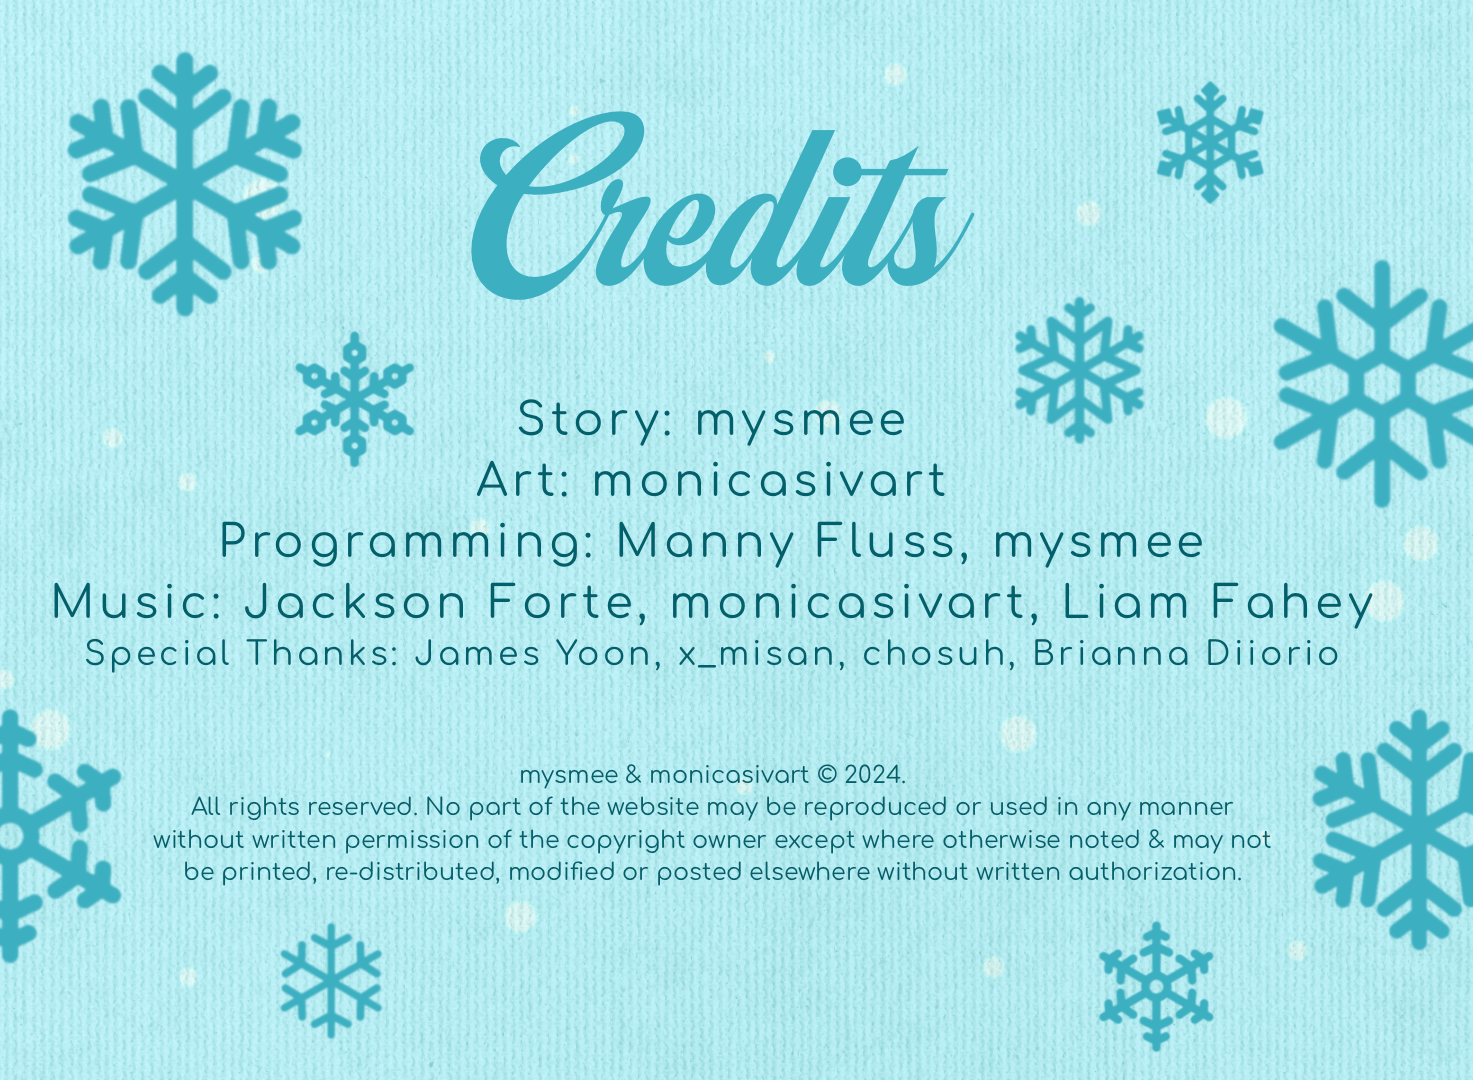 Credits
Story: mysmee
Art: monicasivart
Programming: Manny Fluss, mysmee
Music: Jackson Forte, monicasivart, Liam Fahey
Special Thanks: James Yoon, x_misan, chosuh, Brianna Diiorio
mysmee & monicasivart © 2024.
All rights reserved. No part of the website may be reproduced or used in any manner
without written permission of the copyright owner except where otherwise noted & may not
be printed, re-distributed, modified or posted elsewhere without written authorization.